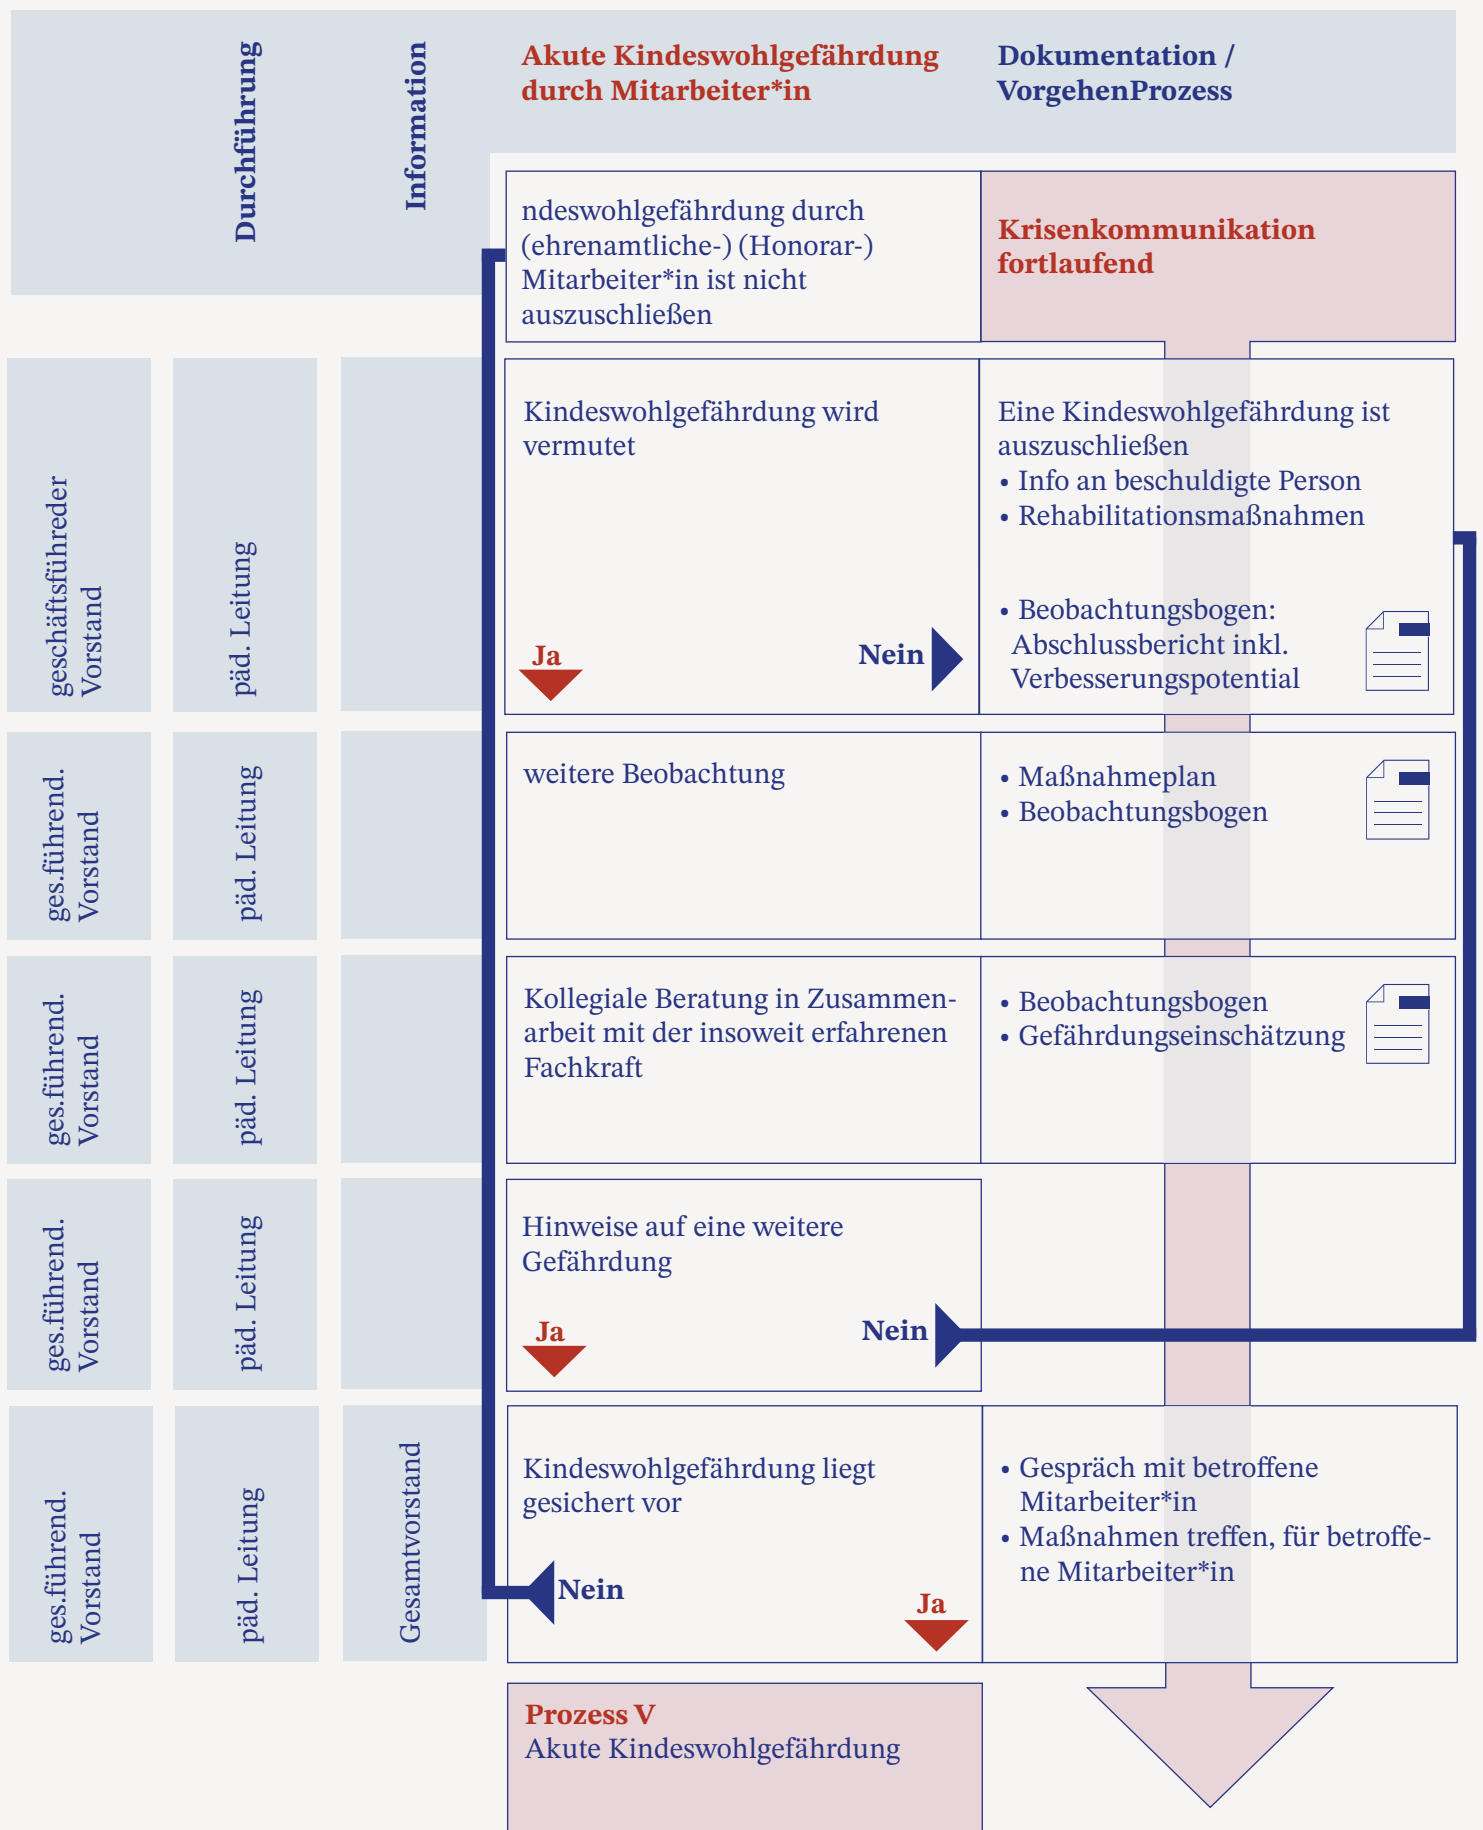 Durchführung
Information
Akute Kindeswohlgefährdung
durch Mitarbeiter*in
Dokumentation /
VorgehenProzess
ndeswohlgefährdung durch
(ehrenamtliche-) (Honorar-)
Mitarbeiter*in ist nicht
auszuschließen
Krisenkommunikation
fortlaufend
geschäftsführeder
Vorstand
päd. Leitung
Kindeswohlgefährdung wird
vermutet
Ja
Nein
Eine Kindeswohlgefährdung ist
auszuschließen
• Info an beschuldigte Person
• Rehabilitationsmaßnahmen
• Beobachtungsbogen:
Abschlussbericht inkl.
Verbesserungspotential
ges.führend.
Vorstand
päd. Leitung
weitere Beobachtung
• Maßnahmeplan
• Beobachtungsbogen
ges.führend.
Vorstand
päd. Leitung
Kollegiale Beratung in Zusammen-
arbeit mit der insoweit erfahrenen
Fachkraft
• Beobachtungsbogen
• Gefährdungseinschätzung
ges.führend.
Vorstand
päd. Leitung
Hinweise auf eine weitere
Gefährdung
Ja
Nein
ges.führend.
Vorstand
päd. Leitung
Gesamtvorstand
Kindeswohlgefährdung liegt
gesichert vor
Nein
Ja
• Gespräch mit betroffene
Mitarbeiter*in
• Maßnahmen treffen, für betroffe-
ne Mitarbeiter*in
Prozess V
Akute Kindeswohlgefährdung